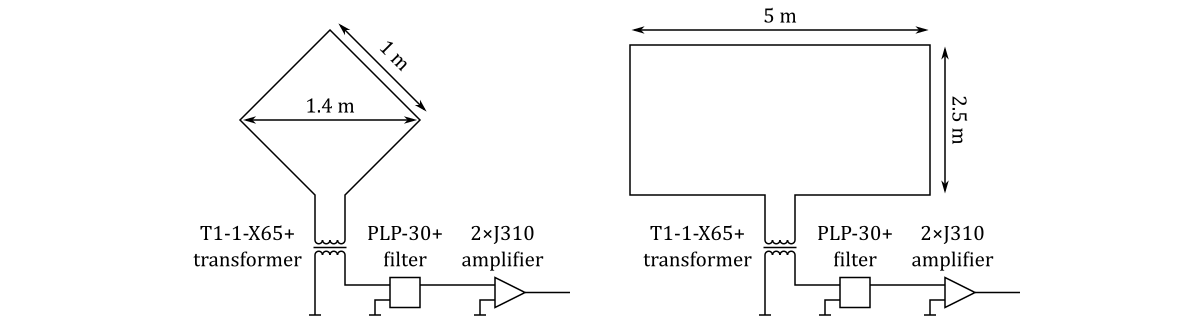 1 m
1.4 m
T1-1-X65+
transformer
PLP-30+
filter
2×J310
amplifier
5 m
2.5 m
T1-1-X65+
transformer
PLP-30+
filter
2×J310
amplifier